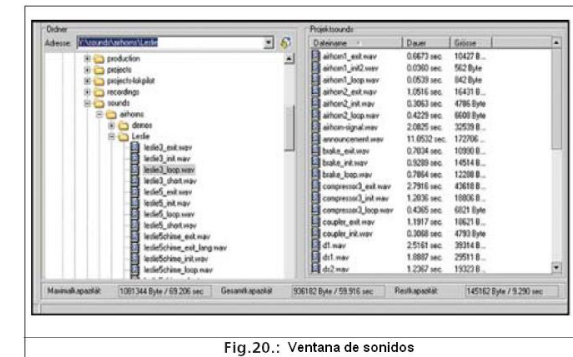 Ordner
Adresse: \sounds\airhorns\Leslie
production
projects
projects-lokpilot
recordings
sounds
airhorns
demos
Leslie
leslie3_exit.wav
leslie3_init.wav
leslie3_loop.wav
leslie3_short.wav
leslie5_exit.wav
leslie5_init.wav
leslie5_loop.wav
leslie5_short.wav
leslie5chime_exit.wav
leslie5chime_exit_lang.wav
leslie5chime_init.wav
leslie5chime_loop.wav
Projektsounds
Dateiname Dauer Grösse
airhorn1_exit.wav 0.6673 sec. 10427 B...
airhorn1_init2.wav 0.0360 sec. 562 Byte
airhorn1_loop.wav 0.0539 sec. 842 Byte
airhorn2_exit.wav 1.0516 sec. 16431 B...
airhorn2_init.wav 0.3063 sec. 4786 Byte
airhorn2_loop.wav 0.4229 sec. 6608 Byte
airhorn-signal.wav 2.0825 sec. 32539 B...
announcement.wav 11.0532 sec. 172706 ...
brake_exit.wav 0.7034 sec. 10990 B...
brake_init.wav 0.9289 sec. 14514 B...
brake_loop.wav 0.7864 sec. 12288 B...
compressor3_exit.wav 2.7916 sec. 43618 B...
compressor3_init.wav 1.2036 sec. 18806 B...
compressor3_loop.wav 0.4365 sec. 6821 Byte
coupler_exit.wav 1.1917 sec. 18621 B...
coupler_init.wav 0.3068 sec. 4793 Byte
d1.wav 2.5161 sec. 39314 B...
ds1.wav 1.8887 sec. 29511 B...
ds2.wav 1.2367 sec. 19323 B...
Maximalkapazität: 1081344 Byte / 69.206 sec Gesamtkapazität: 936182 Byte / 59.916 sec Restkapazität: 145162 Byte / 9.290 sec
Fig.20.: Ventana de sonidos